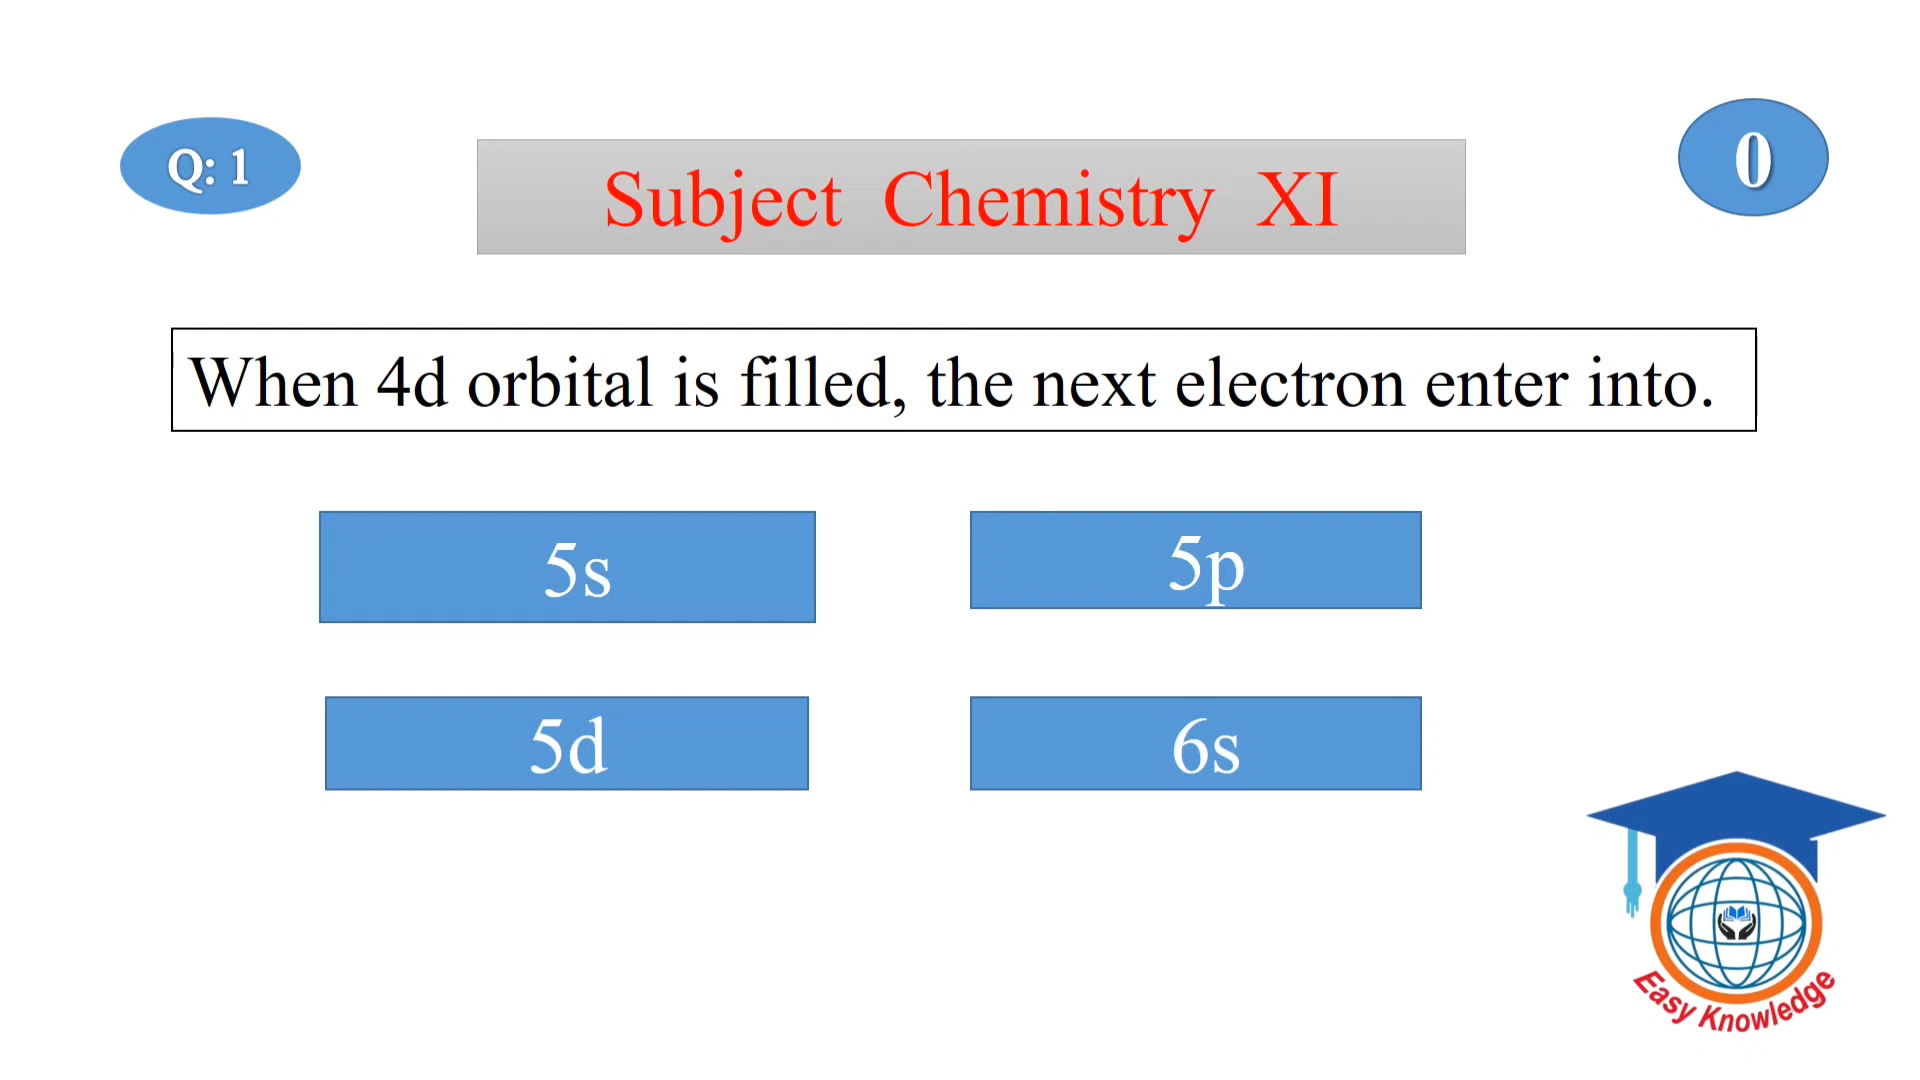 Q: 1
Subject Chemistry XI
0
When 4d orbital is filled, the next electron enter into.
5s
5p
5d
6s
Easy Knowledge